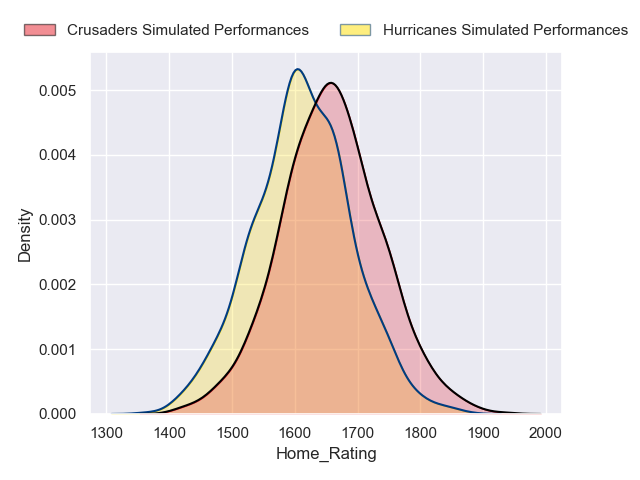 Crusaders Simulated Performances
Hurricanes Simulated Performances
0.005
0.004
0.003
0.002
0.001
0.000
Density
1300 1400 1500 1600 1700 1800 1900 2000
Home_Rating